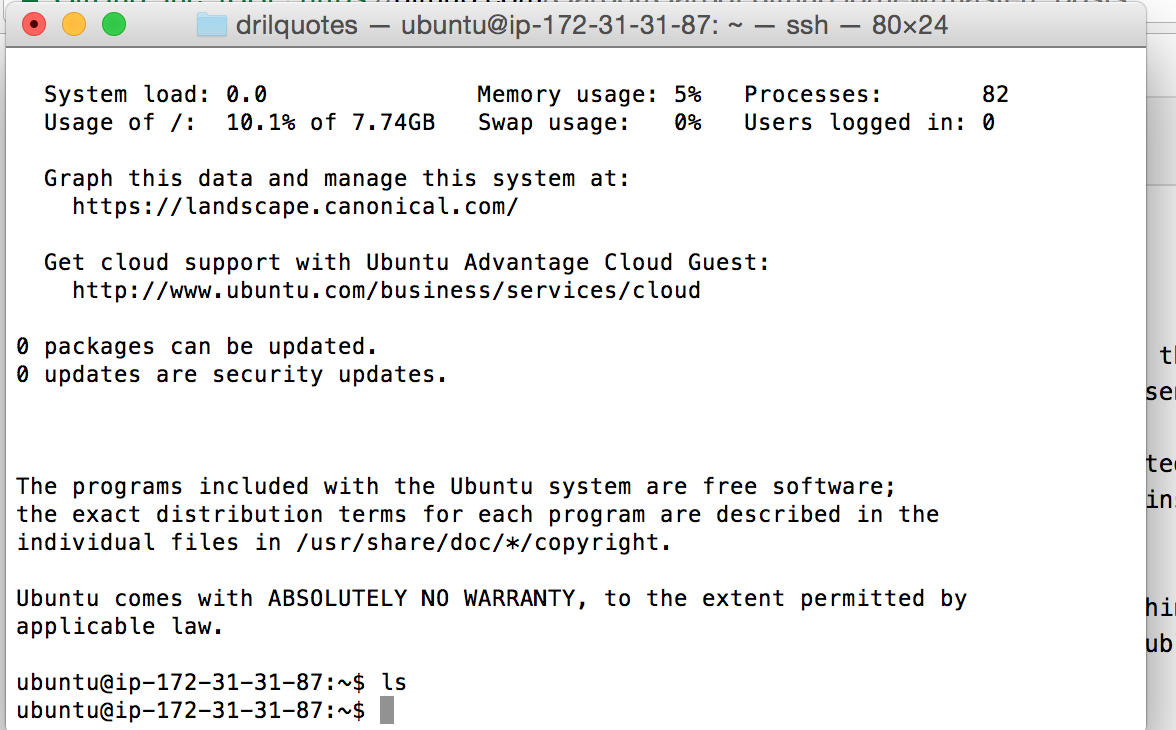 drilquotes — ubuntu@ip-172-31-31-87: ~ — ssh — 80×24
System load: 0.0 Memory usage: 5% Processes: 82
Usage of /: 10.1% of 7.74GB Swap usage: 0% Users logged in: 0
Graph this data and manage this system at:
https://landscape.canonical.com/
Get cloud support with Ubuntu Advantage Cloud Guest:
http://www.ubuntu.com/business/services/cloud
0 packages can be updated.
0 updates are security updates.
The programs included with the Ubuntu system are free software;
the exact distribution terms for each program are described in the
individual files in /usr/share/doc/*/copyright.
Ubuntu comes with ABSOLUTELY NO WARRANTY, to the extent permitted by
applicable law.
ubuntu@ip-172-31-31-87:~$ ls
ubuntu@ip-172-31-31-87:~$